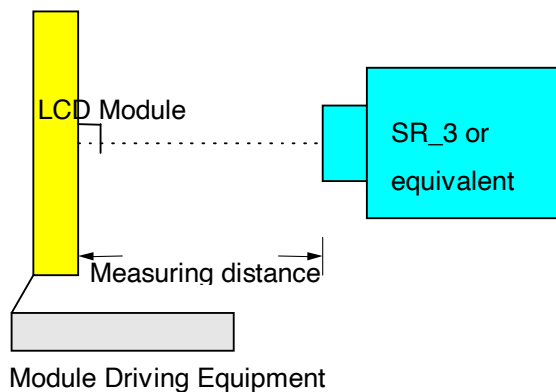 LCD Module
SR_3 or
equivalent
Measuring distance
Module Driving Equipment